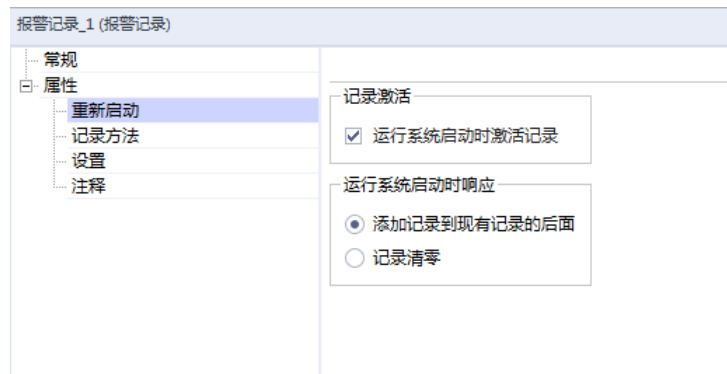 报警记录_1 (报警记录)
常规
属性
重新启动
记录方法
设置
注释
记录激活
运行系统启动时激活记录
运行系统启动时响应
添加记录到现有记录的后面
记录清零